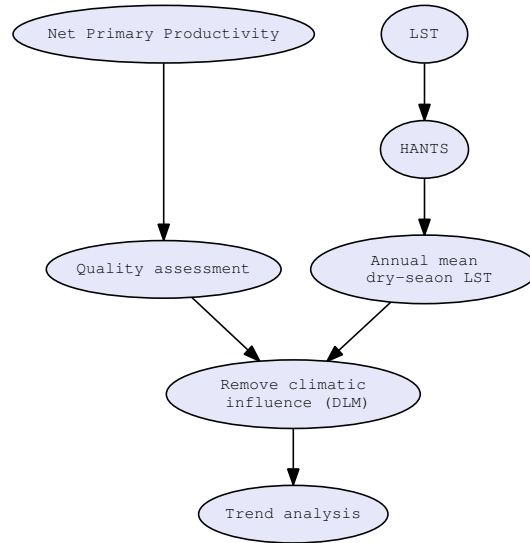 Net Primary Productivity
LST
HANTS
Quality assessment
Annual mean
dry-seaon LST
Remove climatic
influence (DLM)
Trend analysis